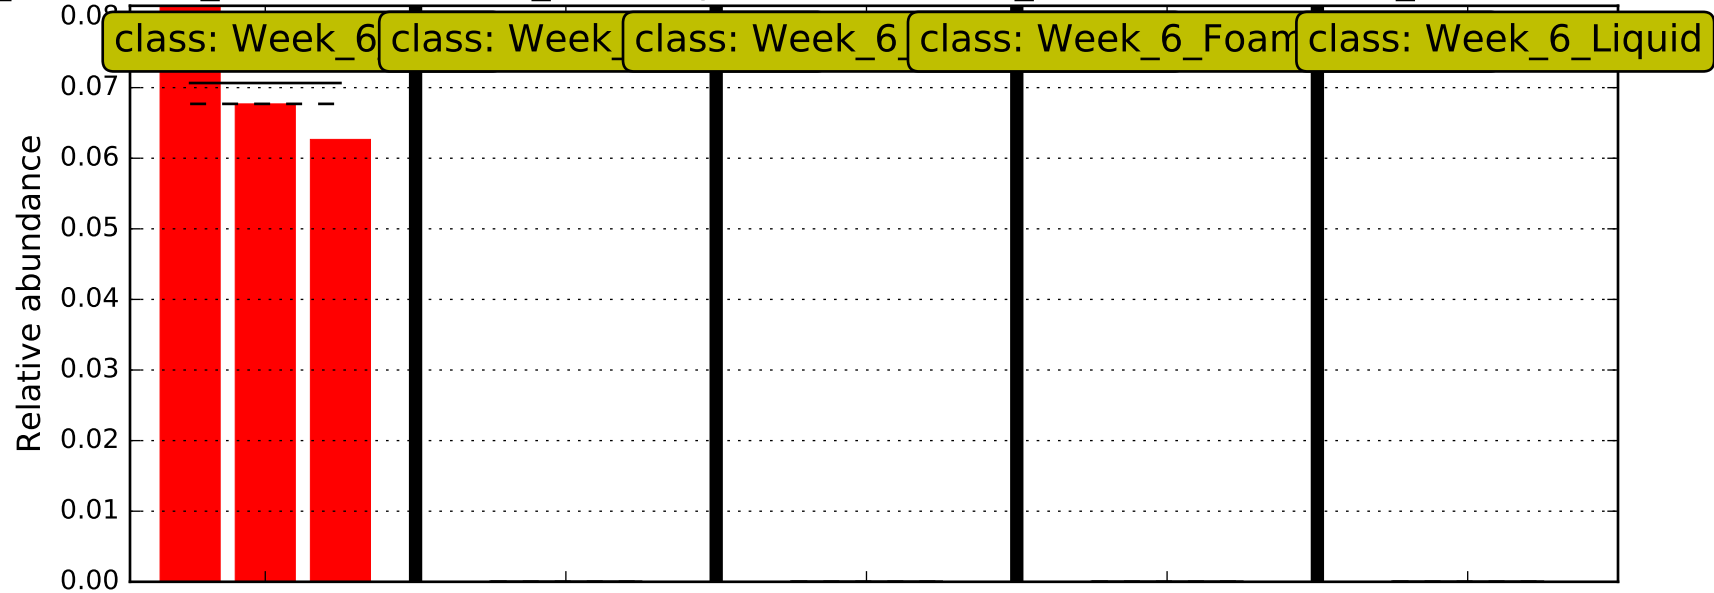 class: Week_6
class: Week_
class: Week_6_
class: Week_6_Foam
class: Week_6_Liquid
0.08
0.07
0.06
0.05
0.04
0.03
0.02
0.01
0.00
Relative abundance